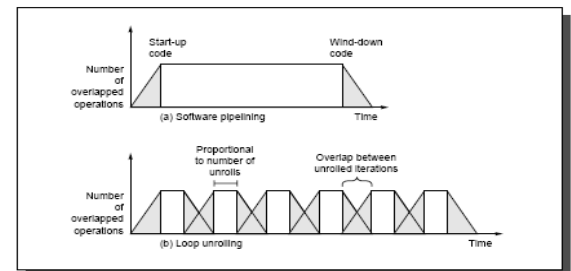 Start-up
code
Wind-down
code
Number
of
overlapped
operations
(a) Software pipelining
Time
Proportional
to number of
unrolls
Overlap between
unrolled iterations
Number
of
overlapped
operations
(b) Loop unrolling
Time